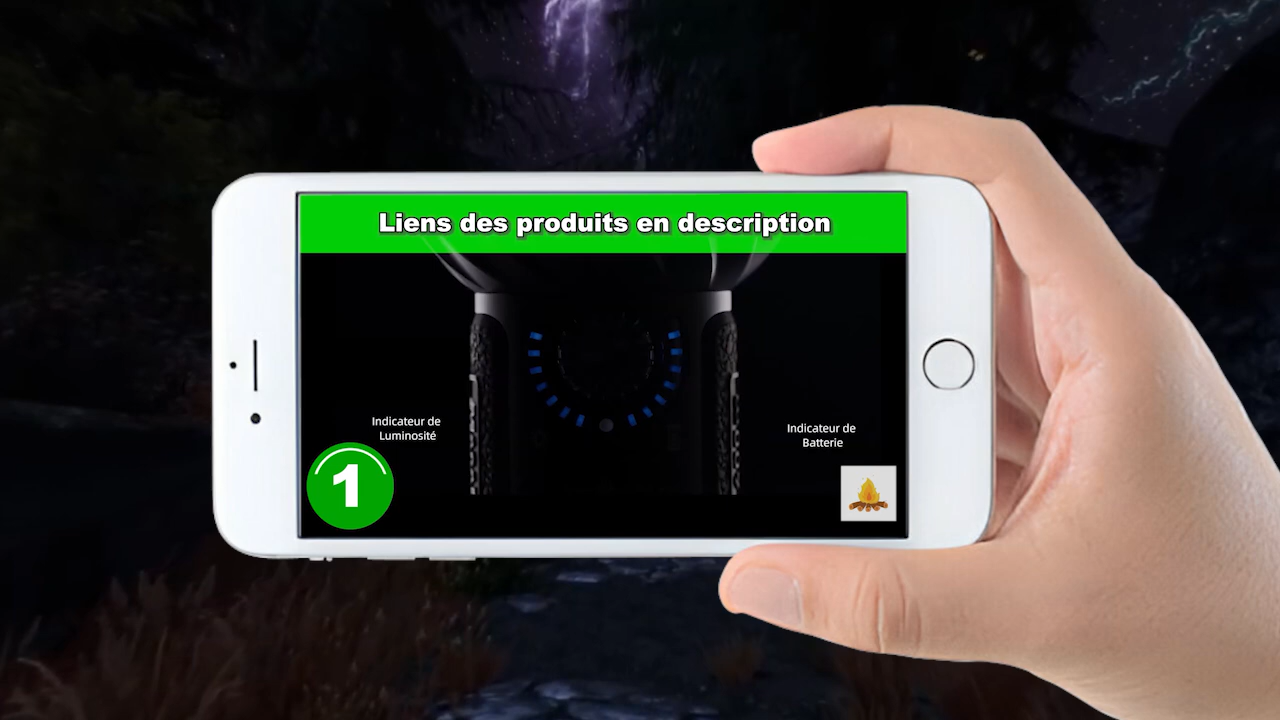 Liens des produits en description
Indicateur de
Luminosité
Indicateur de
Batterie
1